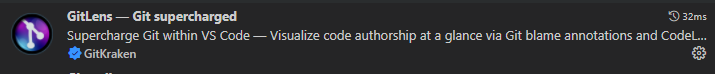 GitLens — Git supercharged
32ms
Supercharge Git within VS Code — Visualize code authorship at a glance via Git blame annotations and CodeL...
GitKraken